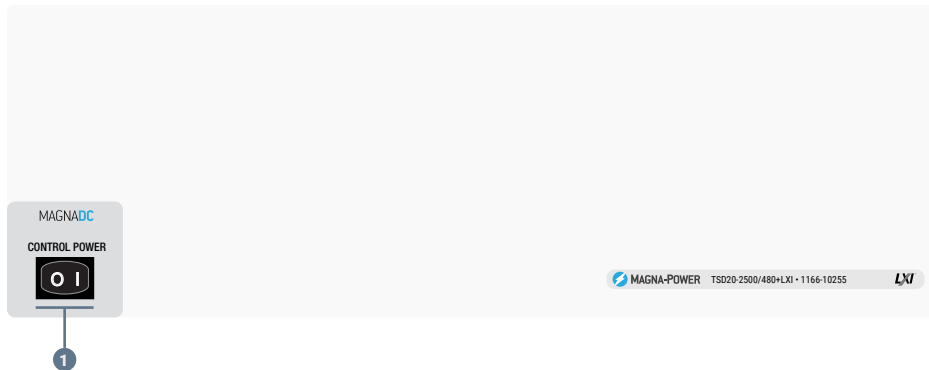 MAGNADC
CONTROL POWER
O I
MAGNA-POWER TSD20-2500/480+LXI • 1166-10255 LXI
1